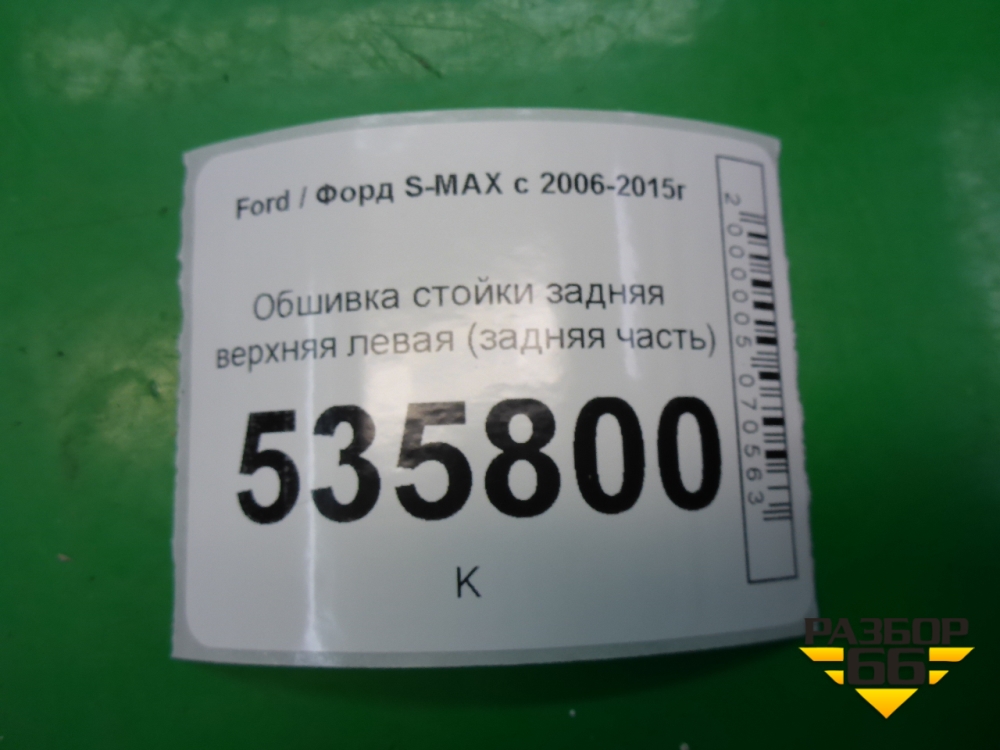 Ford / Форд S-MAX с 2006-2015г
Обшивка стойки задняя
верхняя левая (задняя часть)
535800
К
2000005070563
РАЗБОР
66